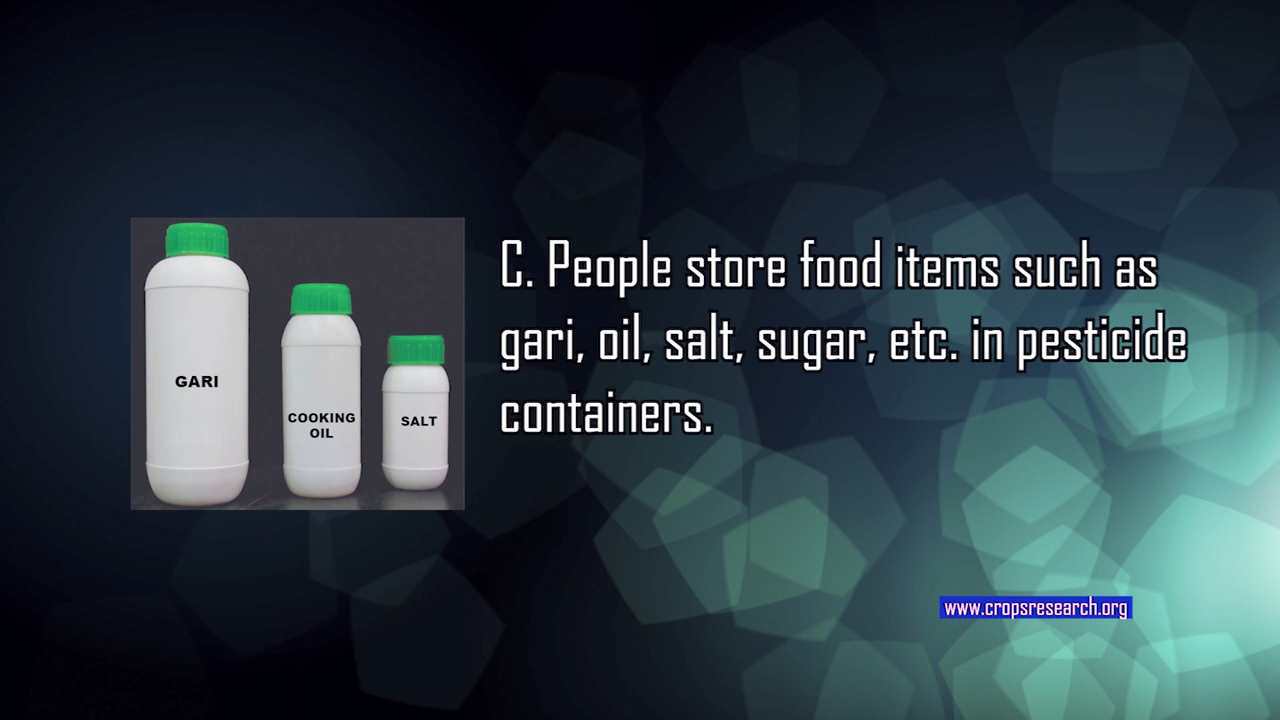 GARI
COOKING
OIL
SALT
C. People store food items such as
gari, oil, salt, sugar, etc. in pesticide
containers.
www.cropsresearch.org